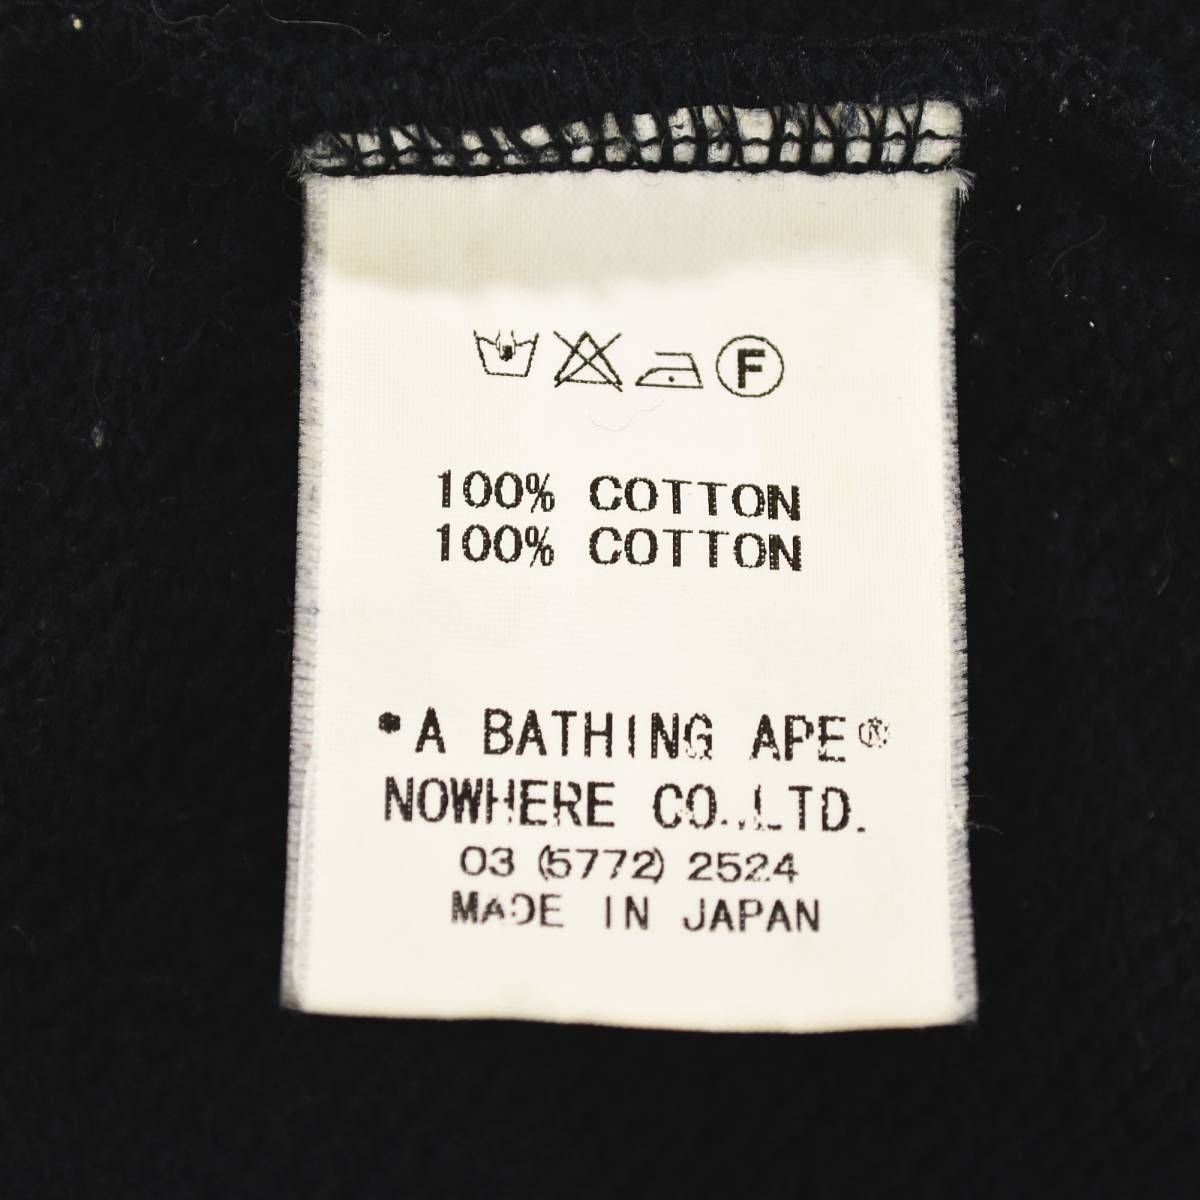 F
100% COTTON
100% COTTON
*A BATHING APE®
NOWHERE CO.,LTD.
03 (5772) 2524
MADE IN JAPAN